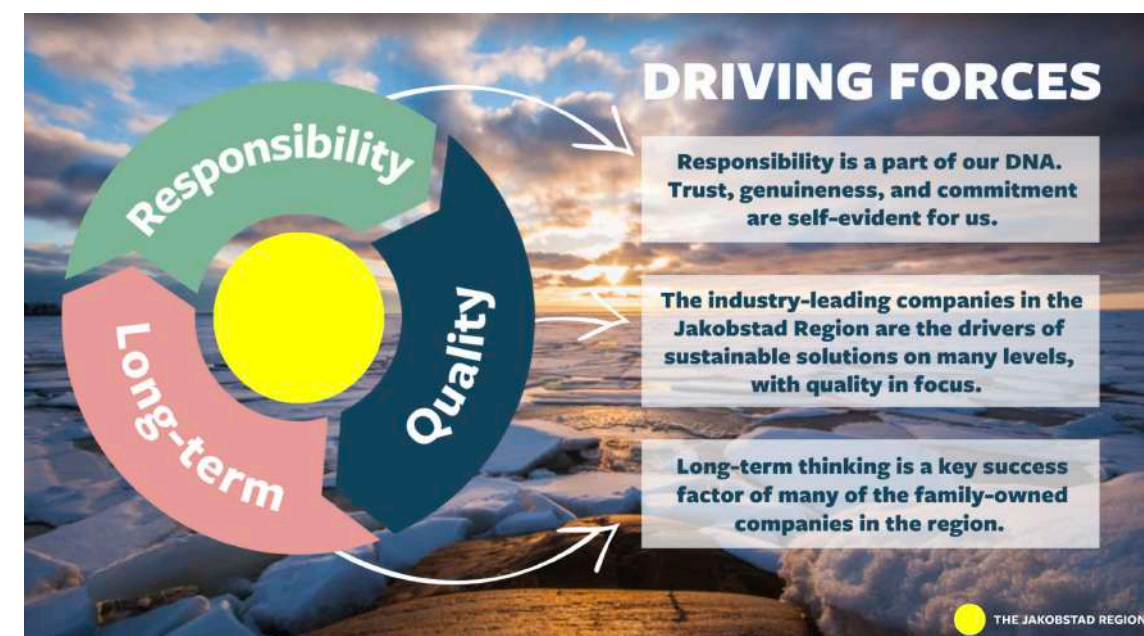 DRIVING FORCES
Responsibility
Quality
Long-term
Responsibility is a part of our DNA.
Trust, genuineness, and commitment
are self-evident for us.
The industry-leading companies in the
Jakobstad Region are the drivers of
sustainable solutions on many levels,
with quality in focus.
Long-term thinking is a key success
factor of many of the family-owned
companies in the region.
THE JAKOBSTAD REGION